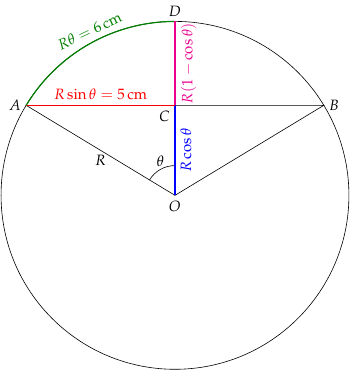 D
Rθ = 6 cm
R (1 − cos θ)
R sin θ = 5 cm
A
B
C
R cos θ
θ
R
O